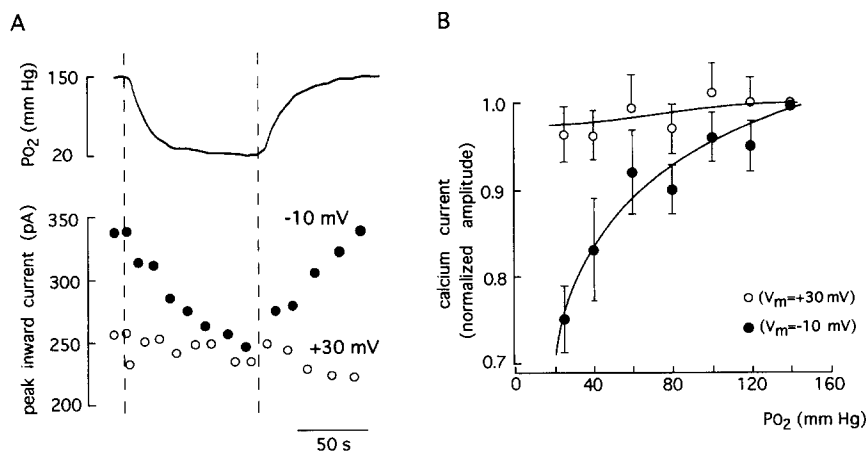 A
150
20
PO2 (mm Hg)
350
300
250
200
peak inward current (pA)
-10 mV
+30 mV
50 s
B
1.0
0.9
0.8
0.7
calcium current
(normalized amplitude)
(Vm=+30 mV)
(Vm=-10 mV)
0 40 80 120 160
PO2 (mm Hg)